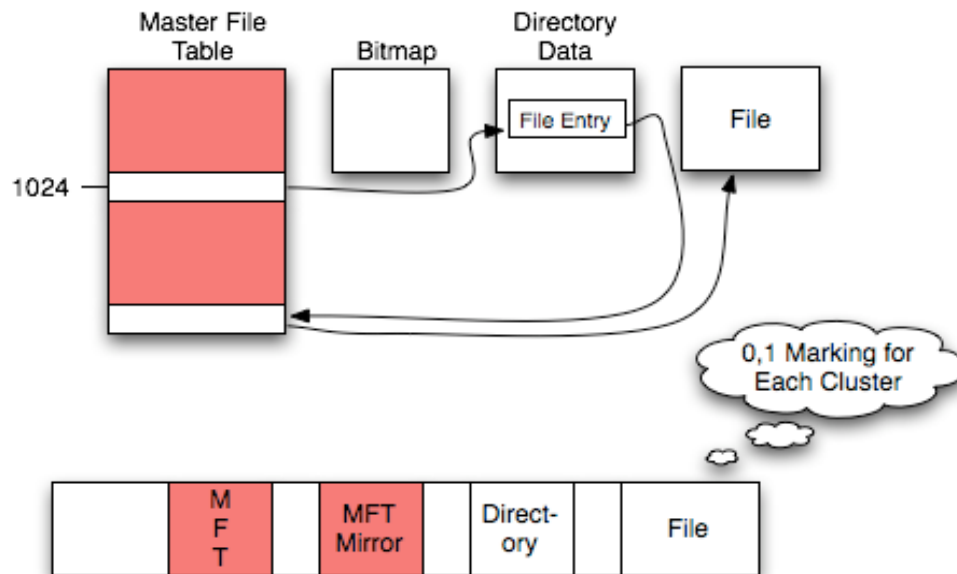 Master File
Table
Bitmap
Directory
Data
File Entry
File
1024
0,1 Marking for
Each Cluster
M
F
T
MFT
Mirror
Direct-
ory
File